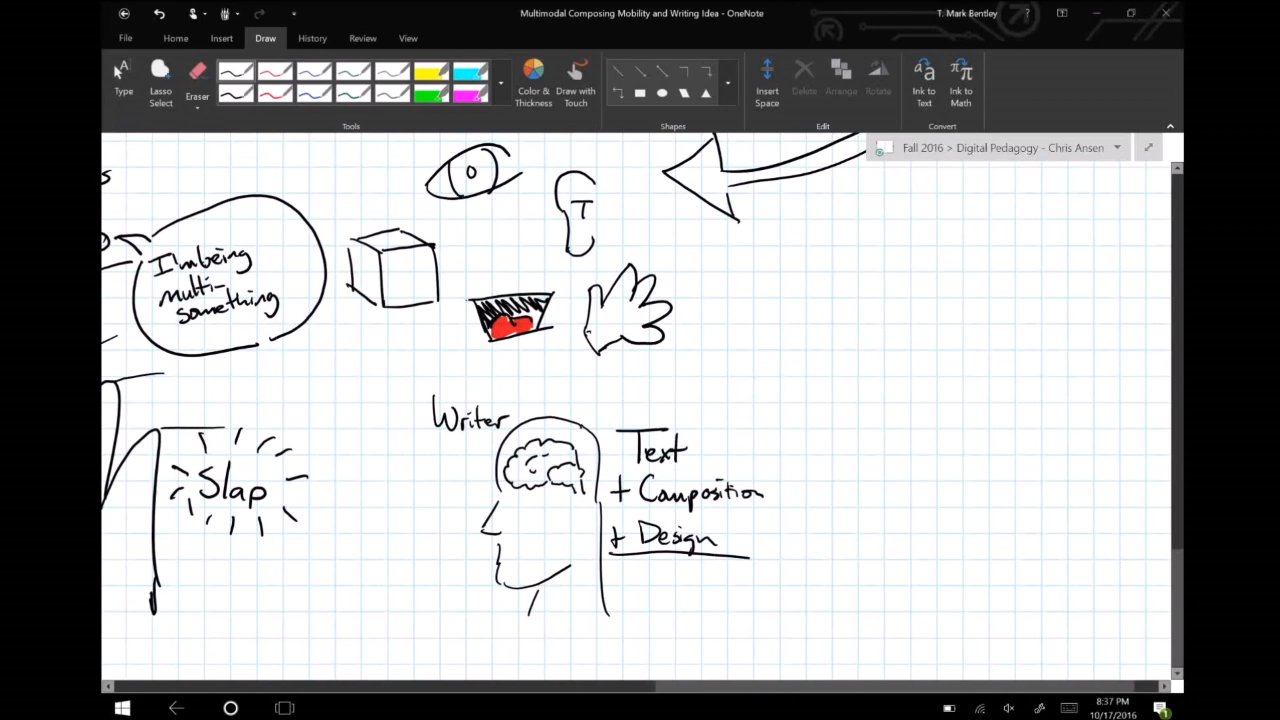 Multimodal Composing Mobility and Writing Idea - OneNote
T. Mark Bentley
?
File
Home
Insert
Draw
History
Review
View
Type
Lasso Select
Eraser
Color & Thickness
Draw with Touch
Insert Space
Delete
Arrange
Rotate
Ink to Text
Ink to Math
Tools
Shapes
Edit
Convert
Fall 2016 > Digital Pedagogy - Chris Ansen
s
I'm being
multi-
something
Slap
Writer
Text
+ Composition
+ Design
8:37 PM
10/17/2016